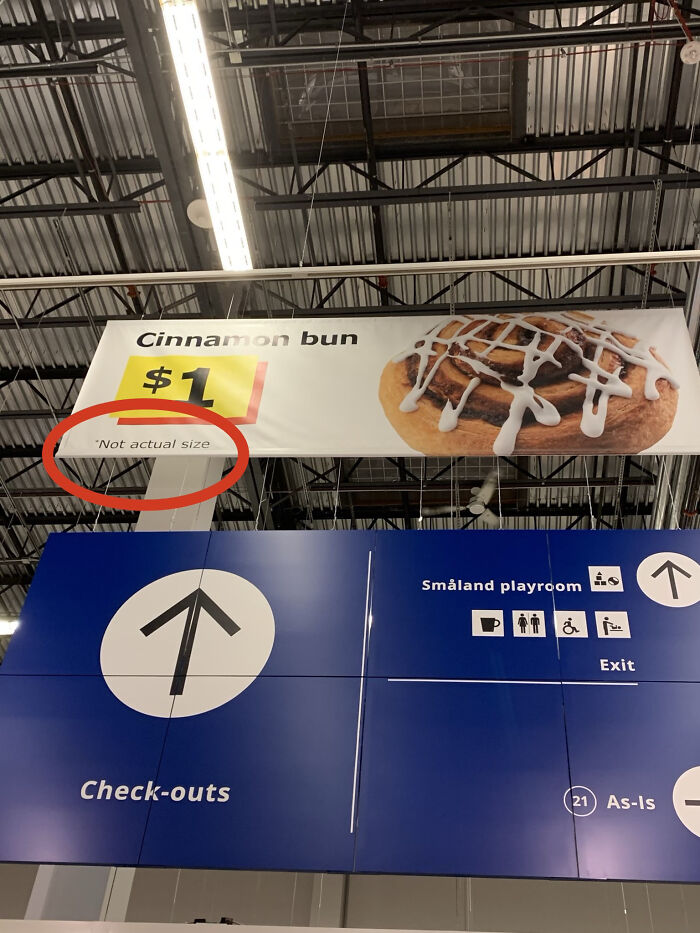 Cinnamon bun
$1
*Not actual size
Småland playroom
Exit
Check-outs
21 As-Is